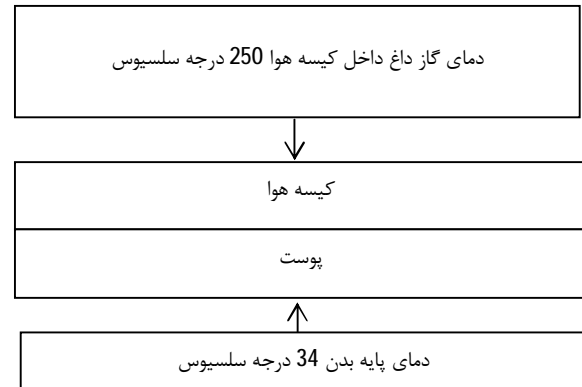 دمای گاز داغ داخل کیسه هوا 250 درجه سلسیوس
کیسه هوا
پوست
دمای پایه بدن 34 درجه سلسیوس